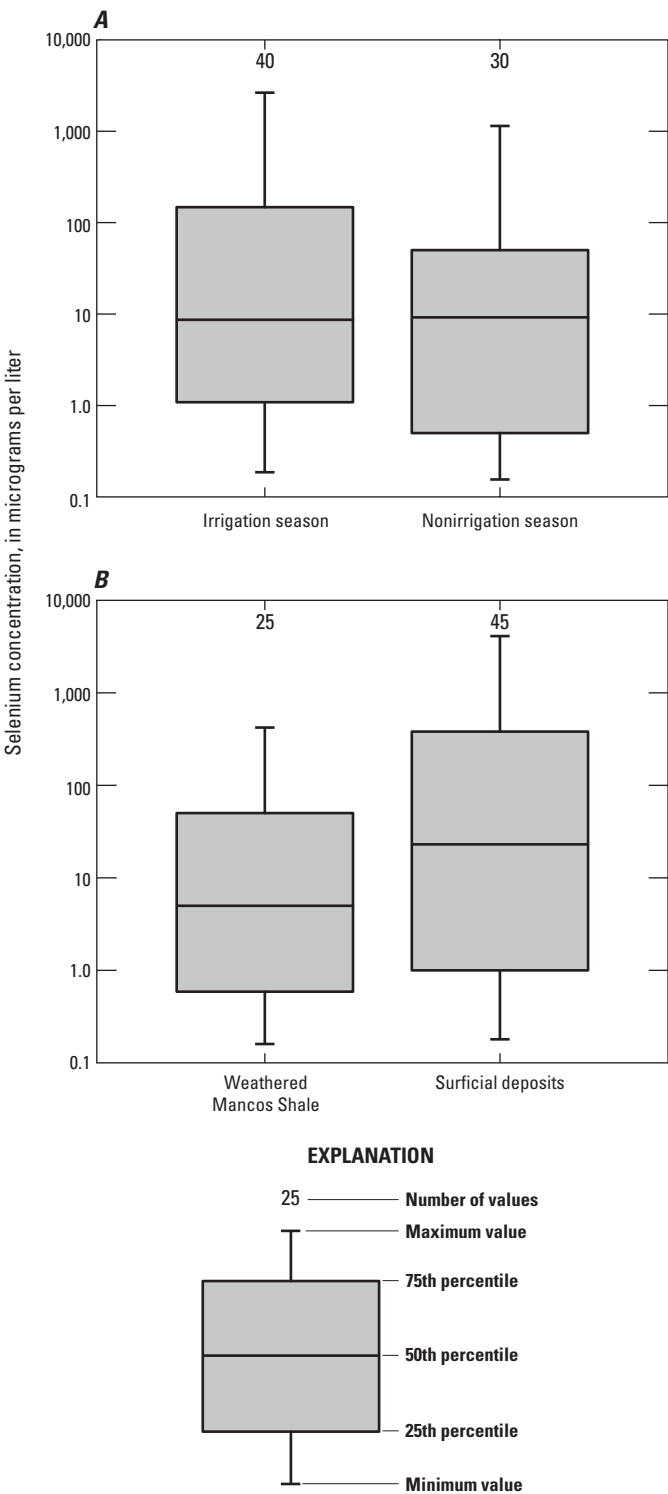 A
10,000
40
30
1,000
100
10
1.0
0.1
Irrigation season
Nonirrigation season
Selenium concentration, in micrograms per liter
B
10,000
25
45
1,000
100
10
1.0
0.1
Weathered
Mancos Shale
Surficial deposits
EXPLANATION
25
Number of values
Maximum value
75th percentile
50th percentile
25th percentile
Minimum value